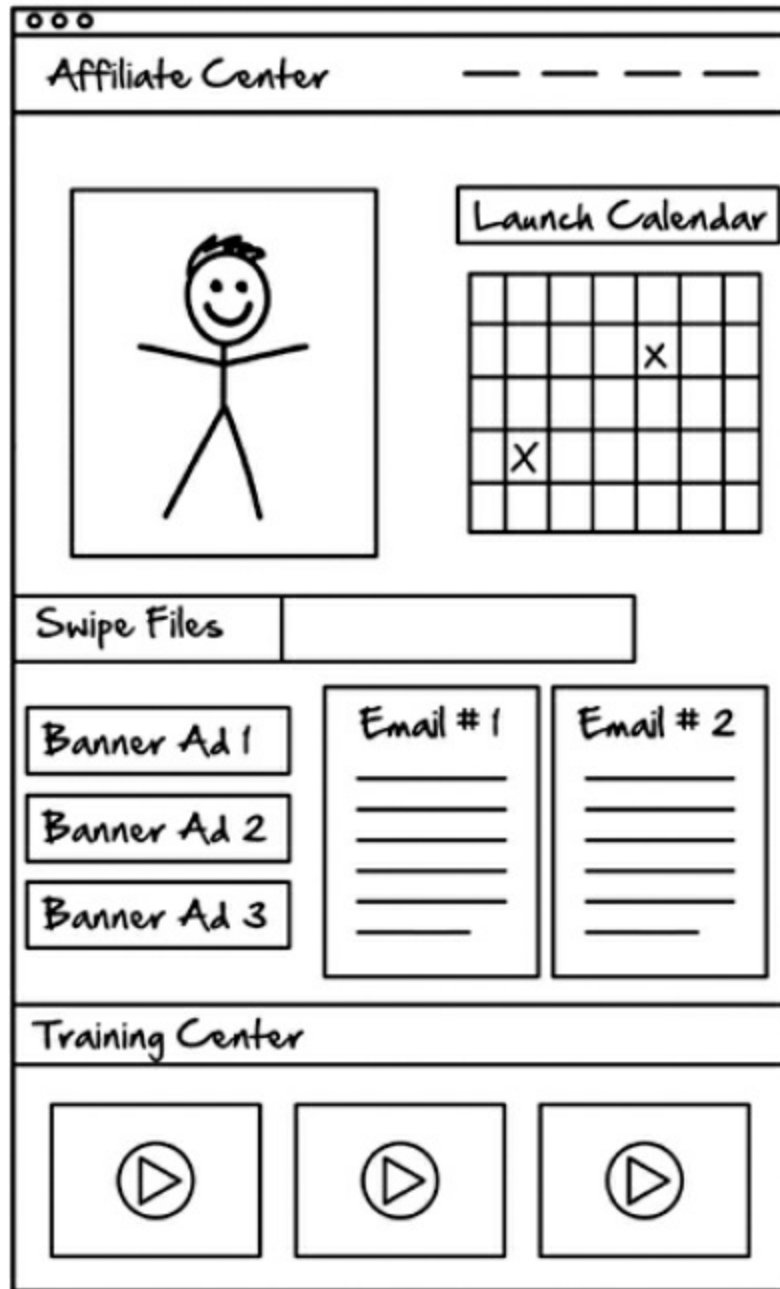 Affiliate Center
Launch Calendar
X
X
Swipe Files
Banner Ad 1
Banner Ad 2
Banner Ad 3
Email # 1
Email # 2
Training Center